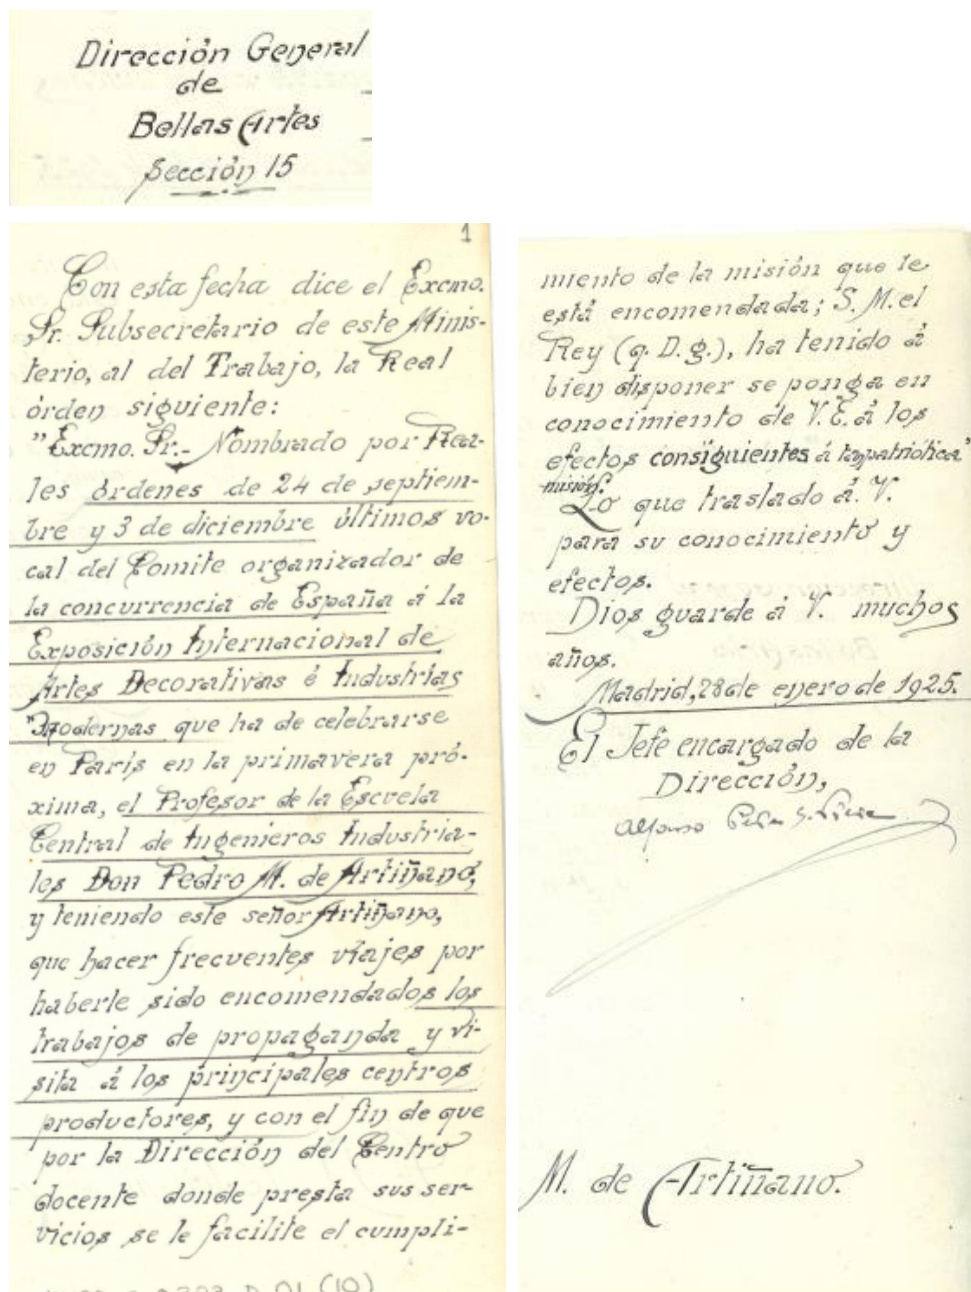 Dirección General
de
Bellas Artes
Sección 15
1
Con esta fecha dice el Excmo.
Sr. Subsecretario de este Minis-
terio, al del Trabajo, la Real
órden siguiente:
"Excmo. Sr.- Nombrado por Rea-
les órdenes de 24 de septiem-
bre y 3 de diciembre últimos vo-
cal del Comite organizador de
la concurrencia de España á la
Exposición Internacional de
Artes Decorativas é Industrias
Modernas que ha de celebrarse
en París en la primavera pró-
xima, el Profesor de la Escuela
Central de Ingenieros Industria-
les Don Pedro M. de Artiñano,
y teniendo este señor Artiñano,
que hacer frecuentes viajes por
haberle sido encomendados los
trabajos de propaganda y vi-
sita á los principales centros
productores, y con el fin de que
por la Dirección del Centro
docente donde presta sus ser-
vicios se le facilite el cumpli-
miento de la misión que le
está encomendada; S. M. el
Rey (q. D. g.), ha tenido á
bien disponer se ponga en
conocimiento de V. E. á los
efectos consiguientes á tan patriótica
misión."
Lo que traslado á V.
para su conocimiento y
efectos.
Dios guarde á V. muchos
años.
Madrid, 28 de enero de 1925.
El Jefe encargado de la
Dirección,
Alfonso
M. de Artiñano.